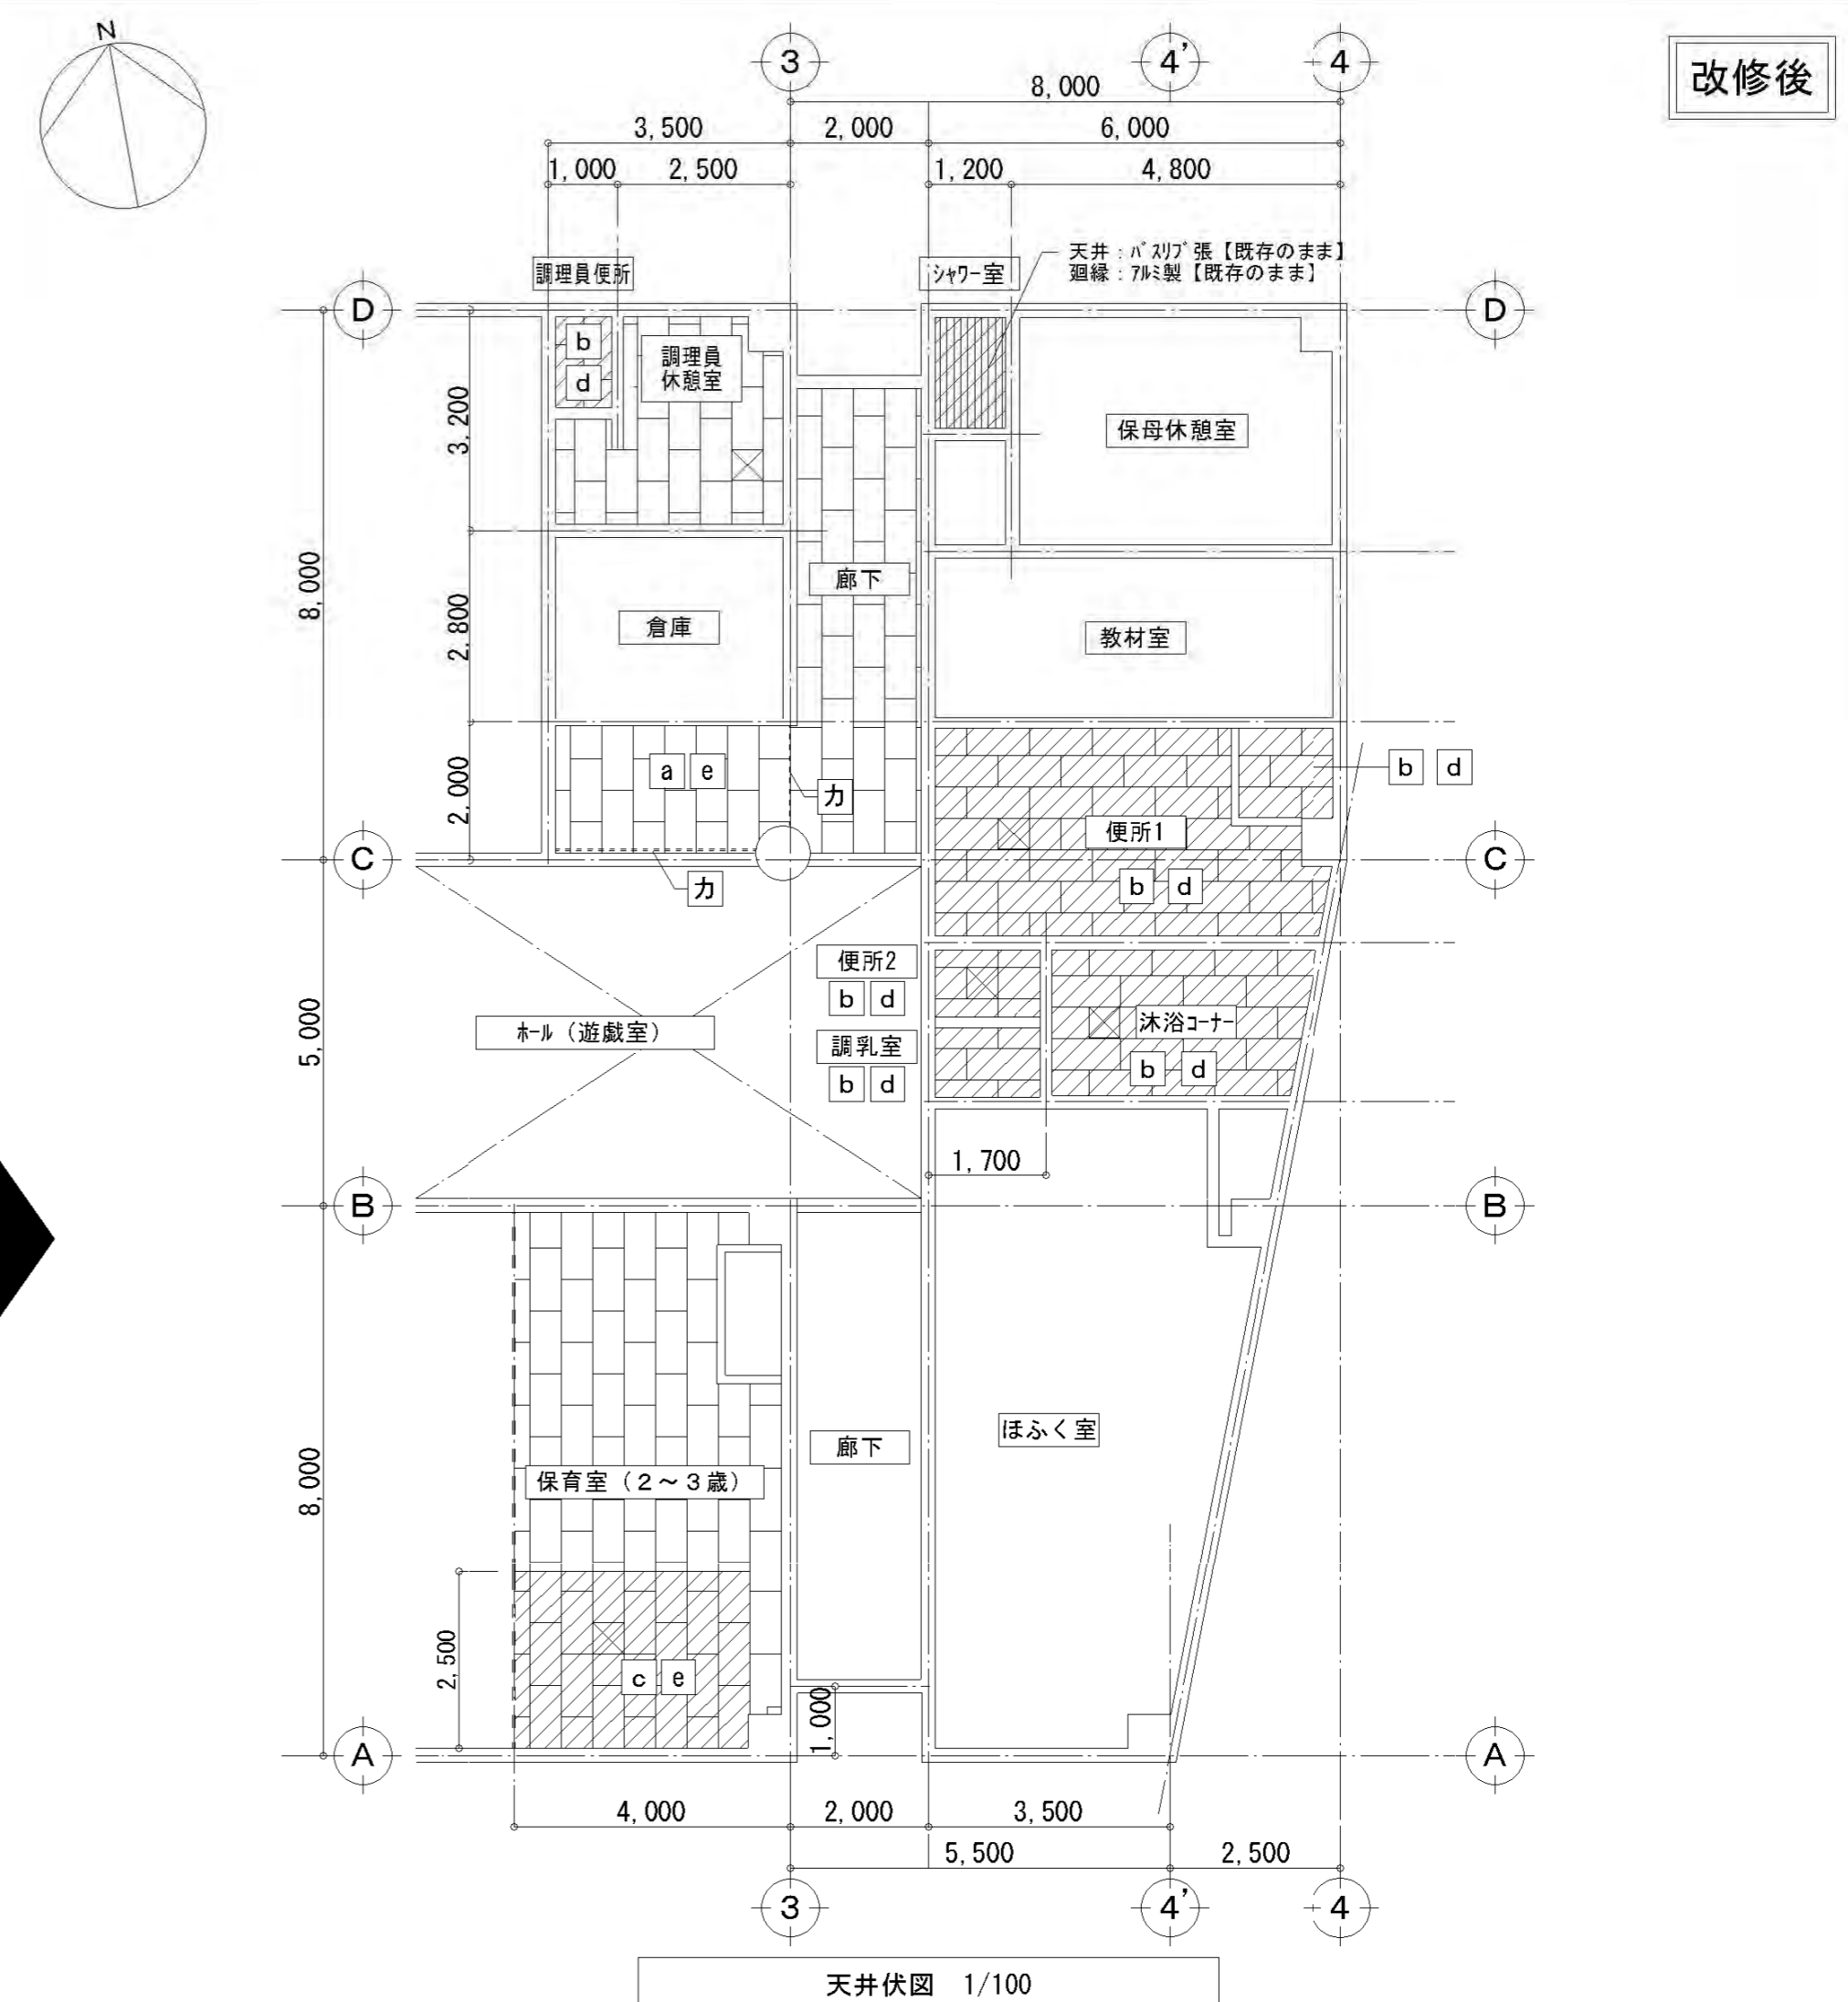 N
改修後
3
4'
4
8,000
3,500
2,000
6,000
1,000
2,500
1,200
4,800
天井：ﾊﾞｽﾘﾌﾞ張【既存のまま】
廻縁：ｱﾙﾐ製【既存のまま】
調理員便所
ｼｬﾜｰ室
D
D
b
d
調理員
休憩室
3,200
保母休憩室
8,000
廊下
2,800
倉庫
教材室
2,000
a e
カ
b d
便所1
C
C
カ
b d
便所2
b d
ﾎｰﾙ（遊戯室）
調乳室
b d
沐浴ｺｰﾅｰ
b d
5,000
1,700
B
B
8,000
廊下
ほふく室
保育室（２～３歳）
2,500
c e
1,000
A
A
4,000
2,000
3,500
5,500
2,500
3
4'
4
天井伏図 1/100